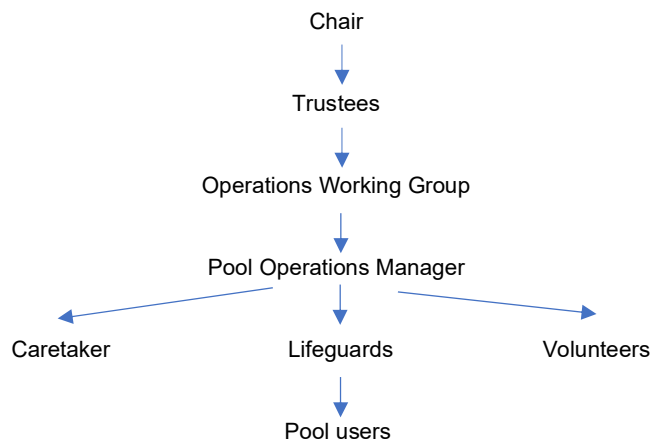 Chair
Trustees
Operations Working Group
Pool Operations Manager
Caretaker
Lifeguards
Volunteers
Pool users